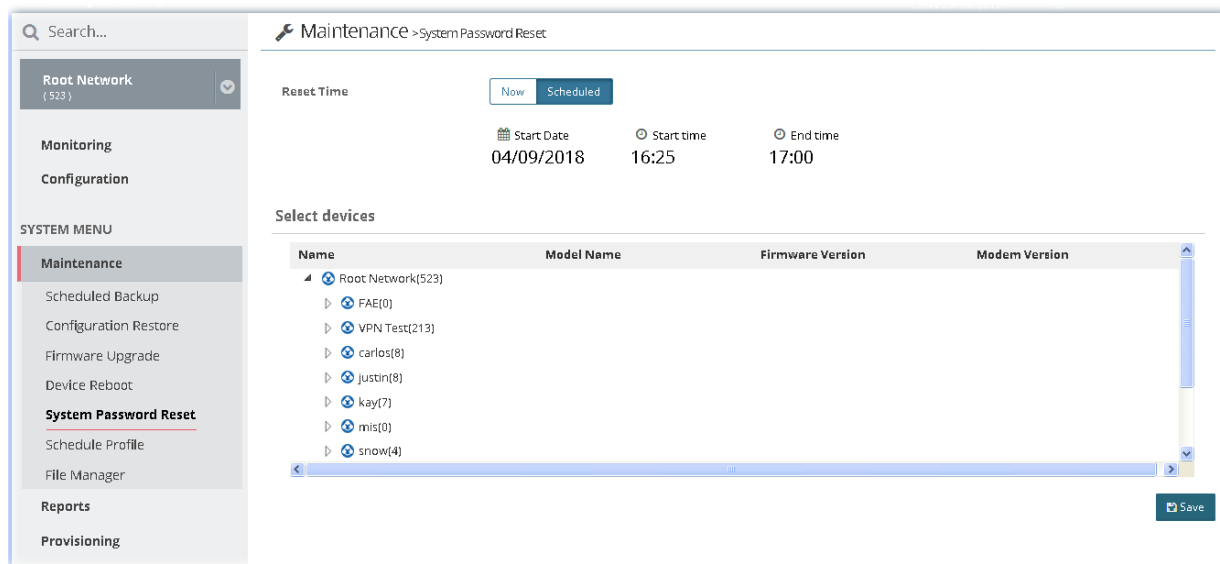 Search...
Root Network
( 523 )
Monitoring
Configuration
SYSTEM MENU
Maintenance
Scheduled Backup
Configuration Restore
Firmware Upgrade
Device Reboot
System Password Reset
Schedule Profile
File Manager
Reports
Provisioning
Maintenance >System Password Reset
Reset Time
Now Scheduled
Start Date Start time End time
04/09/2018 16:25 17:00
Select devices
Name Model Name Firmware Version Modem Version
Root Network(523)
FAE(0)
VPN Test(213)
carlos(8)
justin(8)
kay(7)
mis(0)
snow(4)
Save